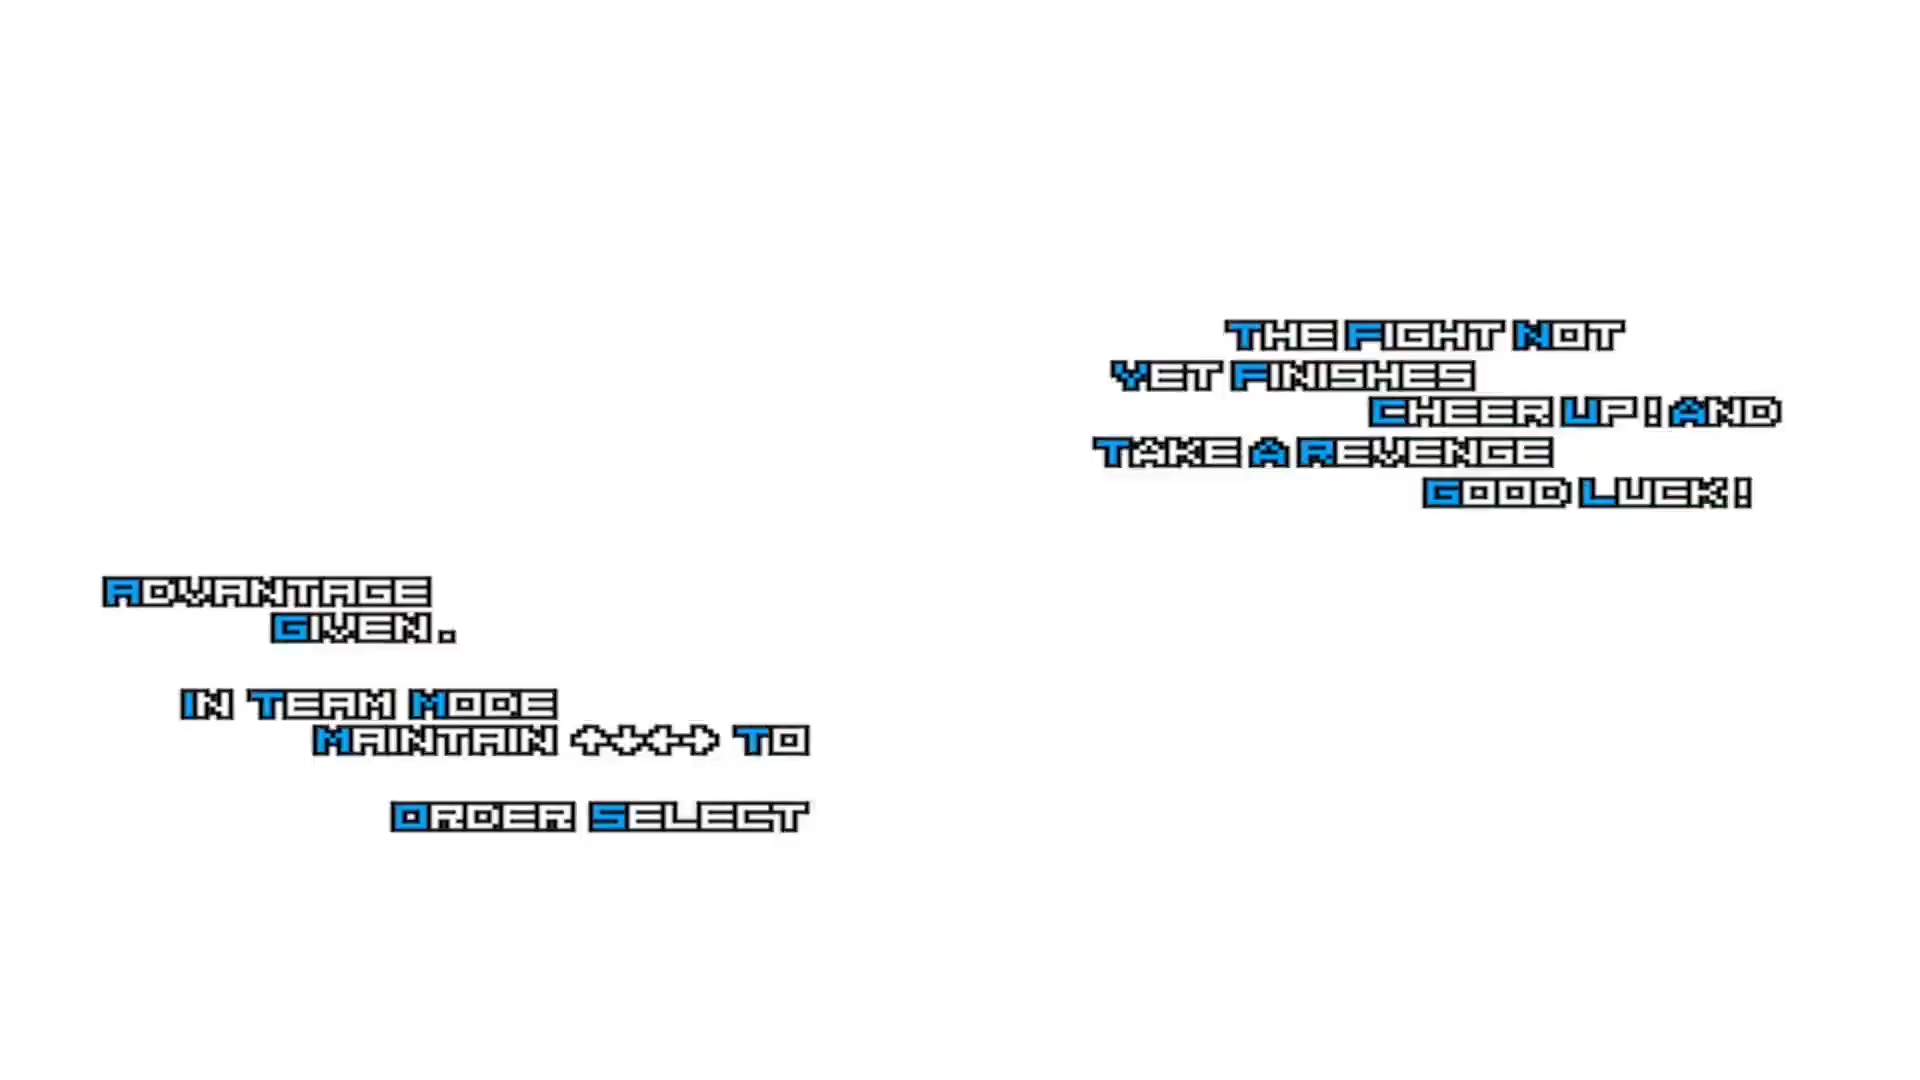 THE FIGHT NOT
YET FINISHES
CHEER UP! AND
TAKE A REVENGE
GOOD LUCK!
ADVANTAGE
GIVEN.
IN TEAM MODE
MAINTAIN ↑↓←→ TO
ORDER SELECT